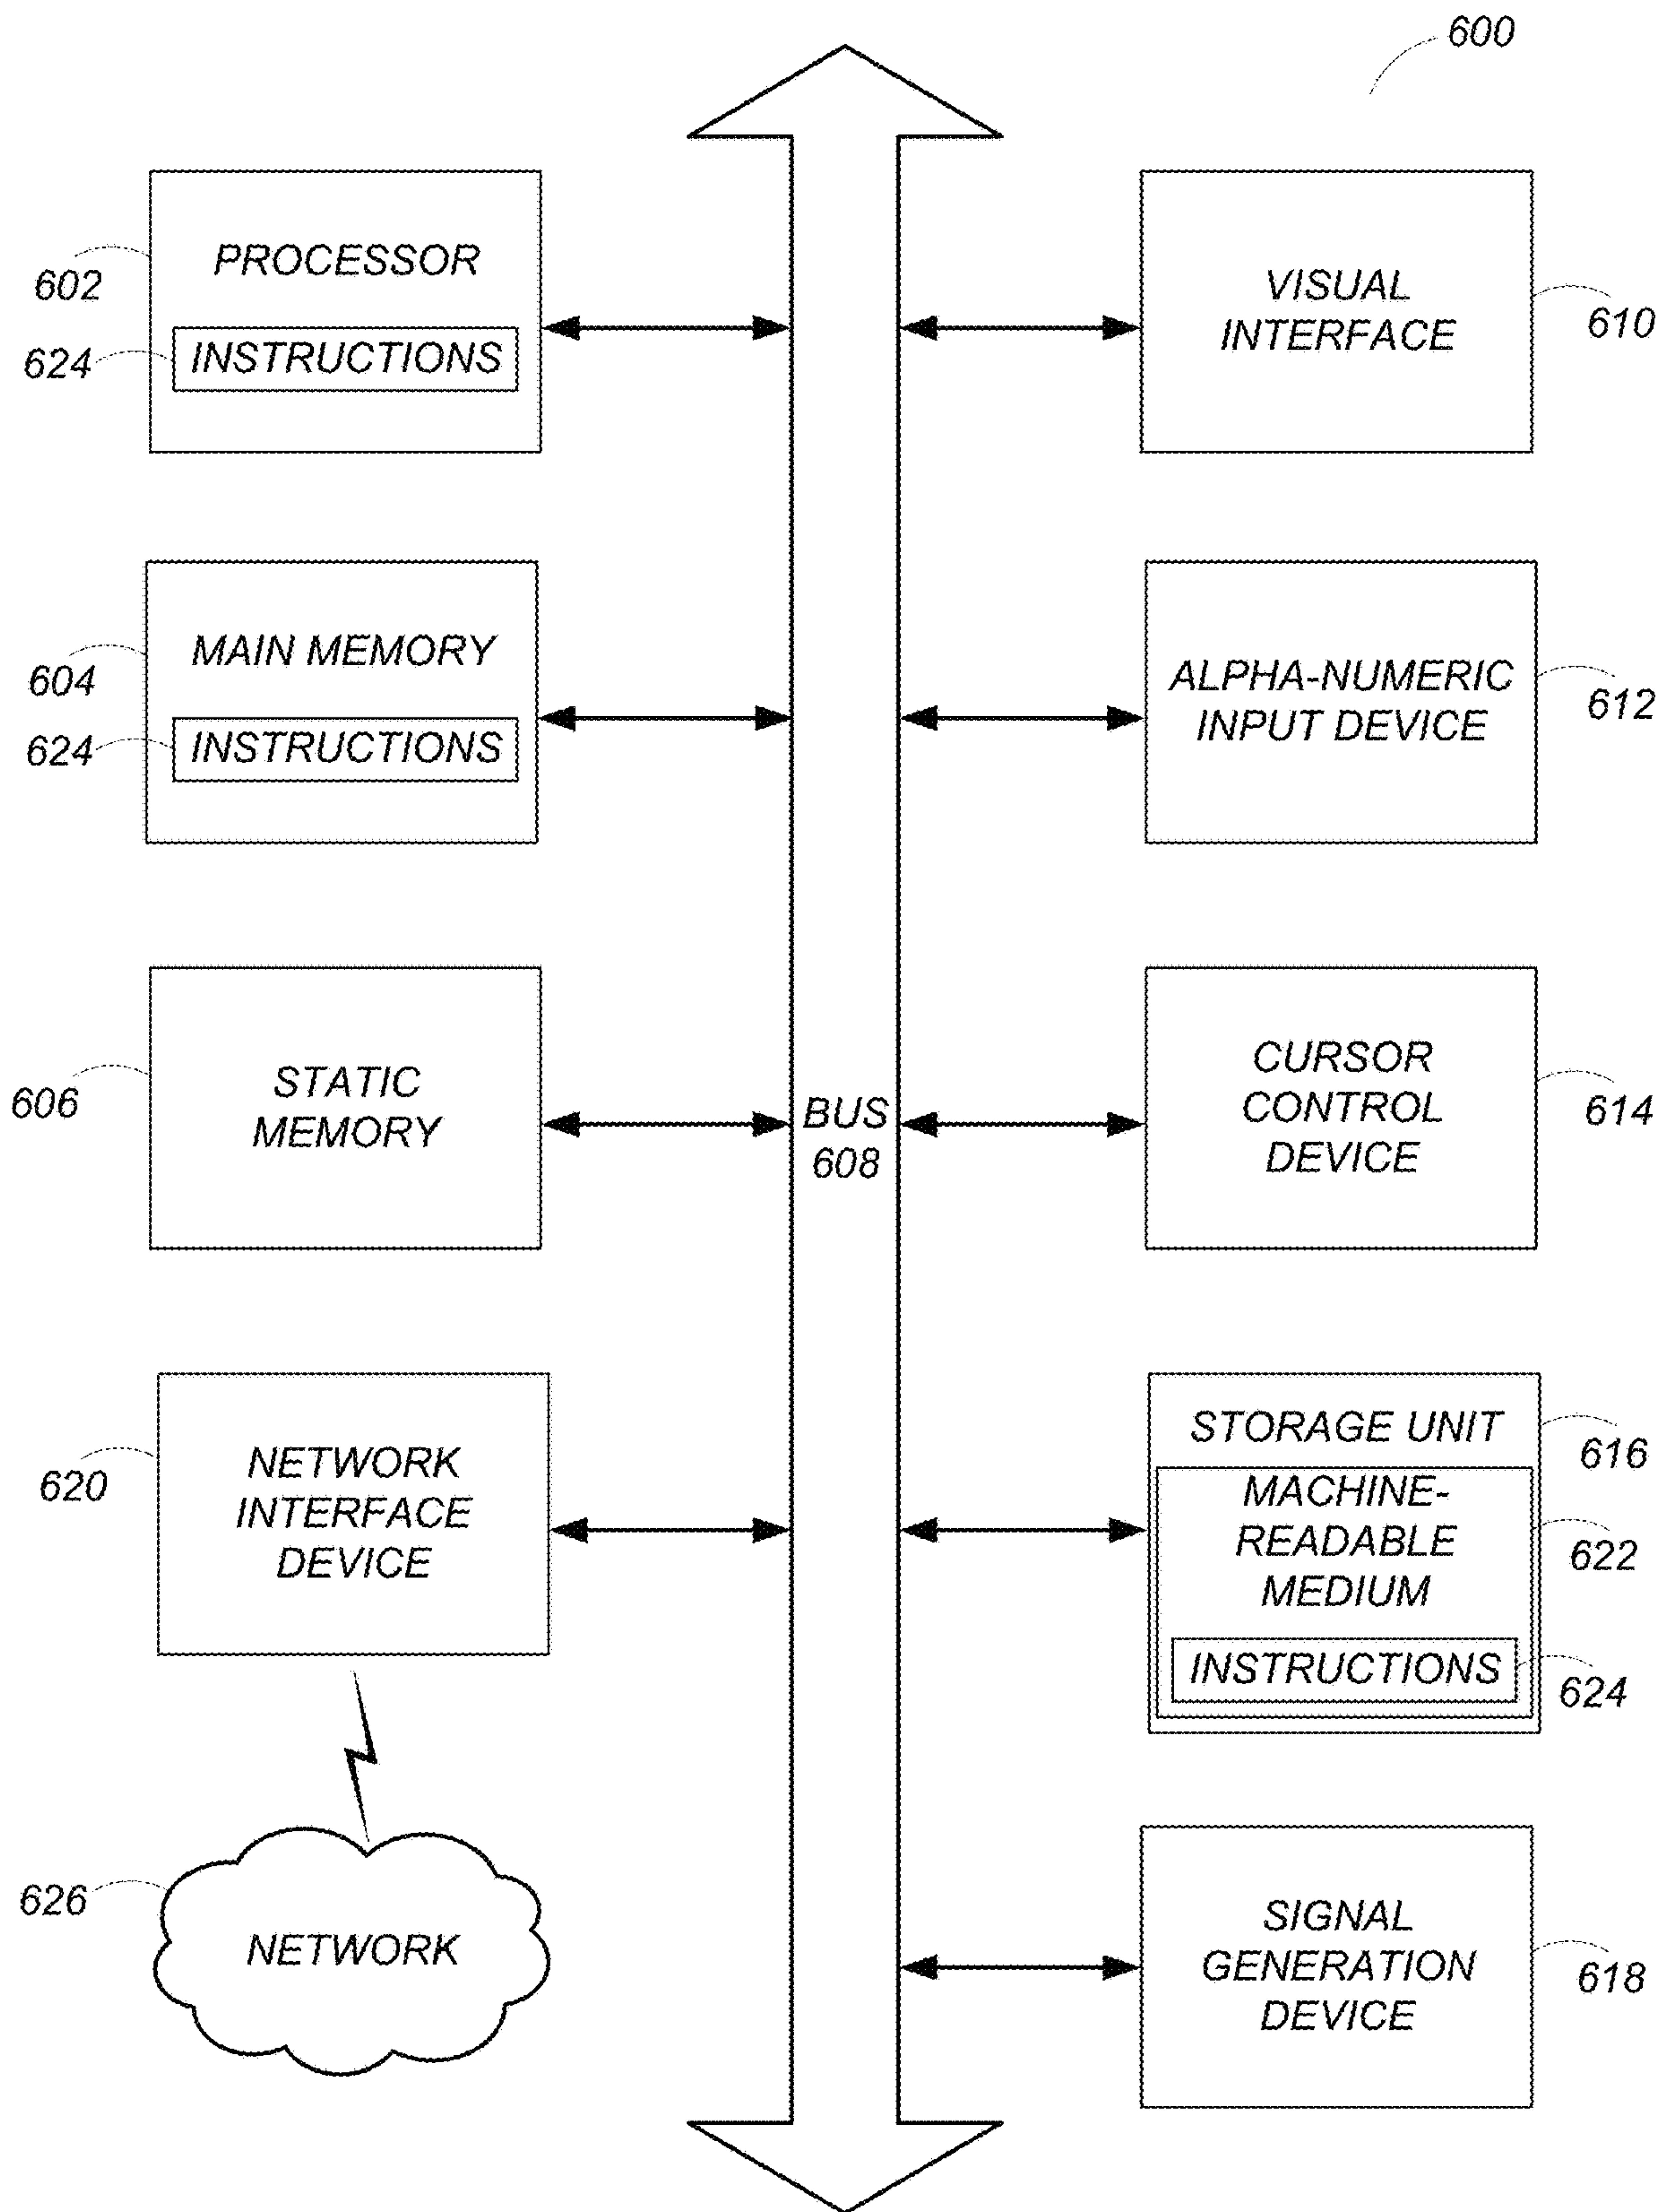 600
PROCESSOR
602
624
INSTRUCTIONS
VISUAL
INTERFACE
610
MAIN MEMORY
604
624
INSTRUCTIONS
ALPHA-NUMERIC
INPUT DEVICE
612
STATIC
MEMORY
606
BUS
608
CURSOR
CONTROL
DEVICE
614
NETWORK
INTERFACE
DEVICE
620
STORAGE UNIT
616
MACHINE-
READABLE
MEDIUM
622
INSTRUCTIONS
624
626
NETWORK
SIGNAL
GENERATION
DEVICE
618